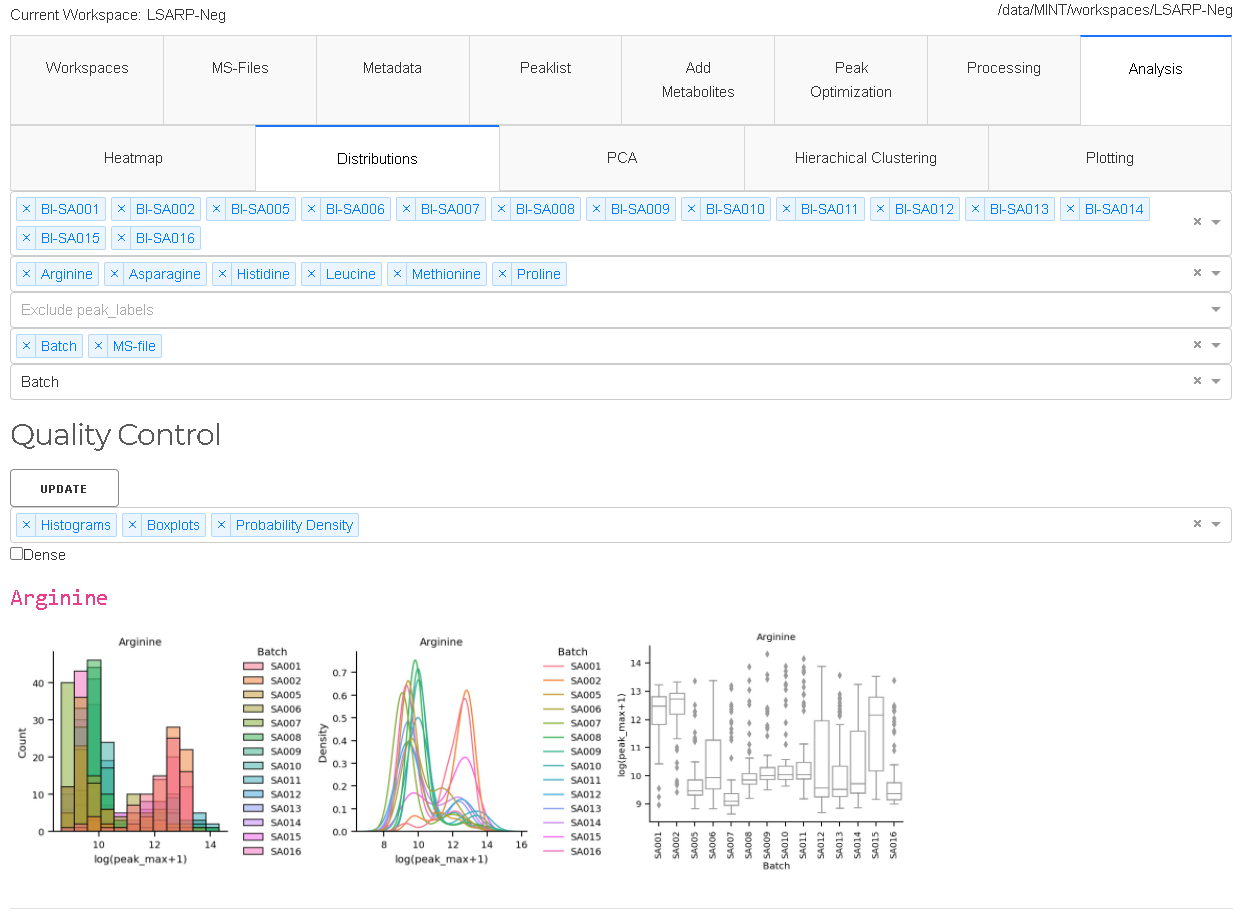 Current Workspace: LSARP-Neg
/data/MINT/workspaces/LSARP-Neg
Workspaces
MS-Files
Metadata
Peaklist
Add
Metabolites
Peak
Optimization
Processing
Analysis
Heatmap
Distributions
PCA
Hierachical Clustering
Plotting
× BI-SA001 × BI-SA002 × BI-SA005 × BI-SA006 × BI-SA007 × BI-SA008 × BI-SA009 × BI-SA010 × BI-SA011 × BI-SA012 × BI-SA013 × BI-SA014
× BI-SA015 × BI-SA016
× Arginine × Asparagine × Histidine × Leucine × Methionine × Proline
Exclude peak_labels
× Batch × MS-file
Batch
Quality Control
UPDATE
× Histograms × Boxplots × Probability Density
Dense
Arginine
Arginine
Count
40
30
20
10
0
10 12 14
log(peak_max+1)
Batch
SA001
SA002
SA005
SA006
SA007
SA008
SA009
SA010
SA011
SA012
SA013
SA014
SA015
SA016
Arginine
Density
0.7
0.6
0.5
0.4
0.3
0.2
0.1
0.0
8 10 12 14 16
log(peak_max+1)
Batch
SA001
SA002
SA005
SA006
SA007
SA008
SA009
SA010
SA011
SA012
SA013
SA014
SA015
SA016
Arginine
log(peak_max+1)
14
13
12
11
10
9
SA001 SA002 SA005 SA006 SA007 SA008 SA009 SA010 SA011 SA012 SA013 SA014 SA015 SA016
Batch